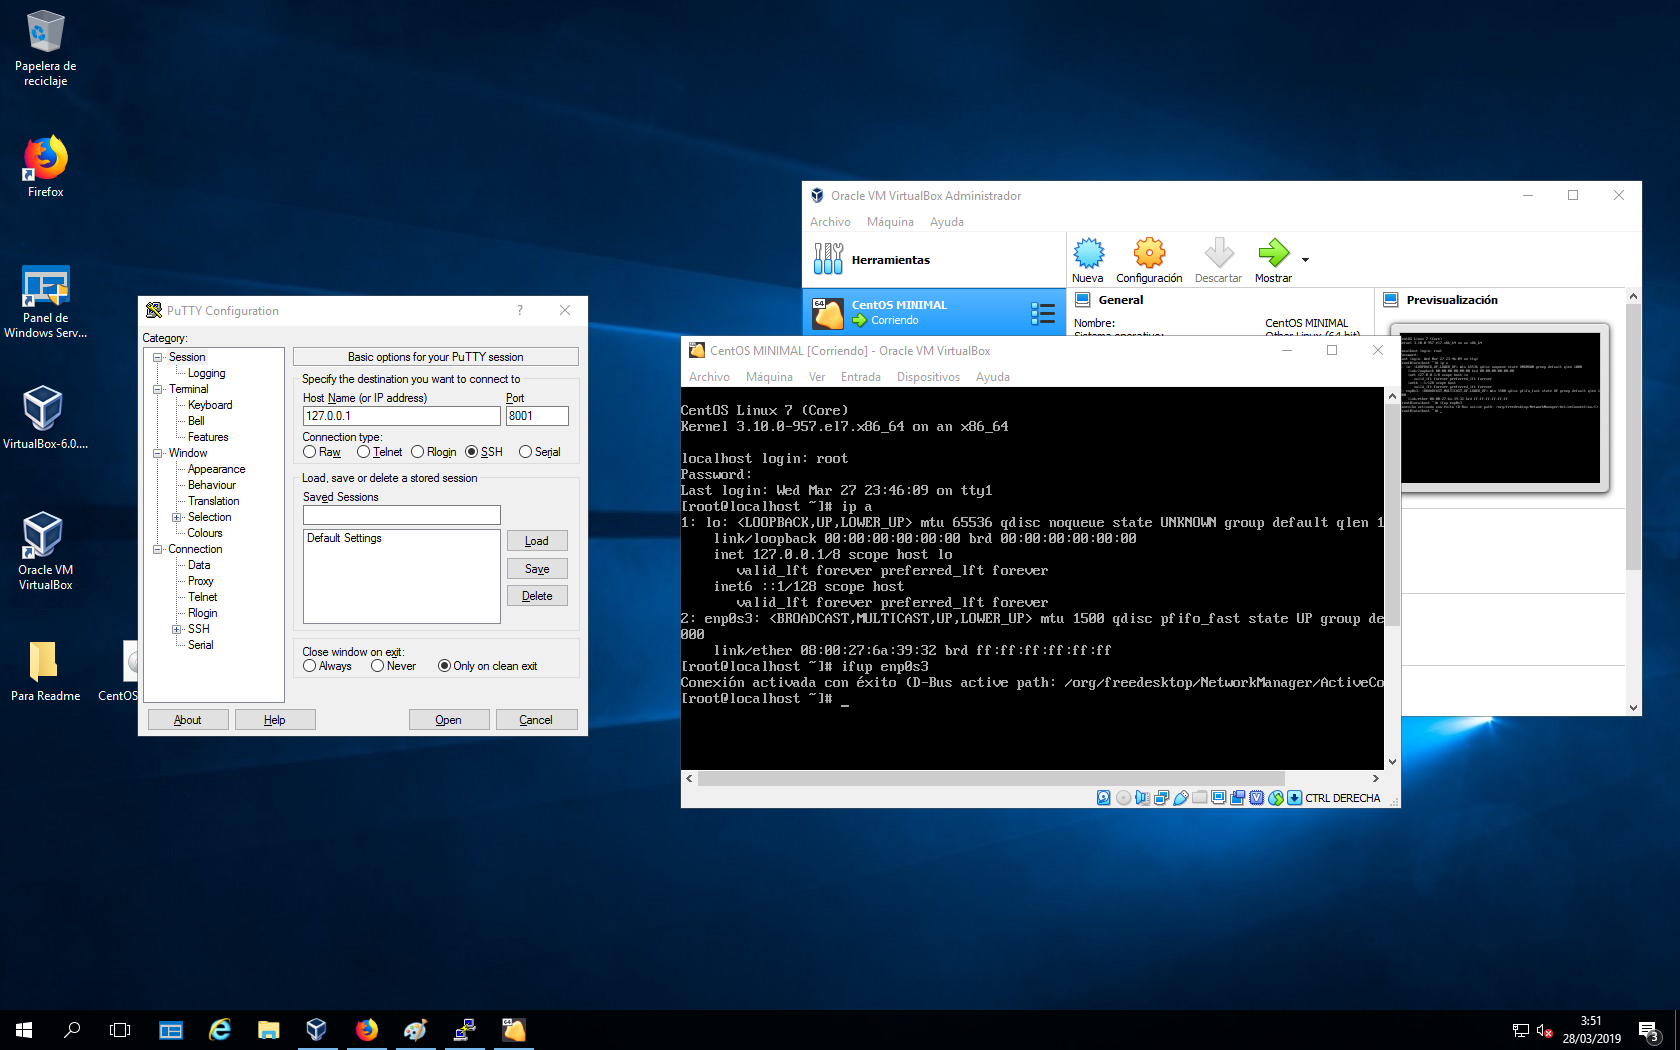 Papelera de
reciclaje
Firefox
Panel de
Windows Serv...
VirtualBox-6.0....
Oracle VM
VirtualBox
Para Readme
CentOS
PuTTY Configuration
?
Category:
Session
Logging
Terminal
Keyboard
Bell
Features
Window
Appearance
Behaviour
Translation
Selection
Colours
Connection
Data
Proxy
Telnet
Rlogin
SSH
Serial
Basic options for your PuTTY session
Specify the destination you want to connect to
Host Name (or IP address) Port
127.0.0.1 8001
Connection type:
Raw Telnet Rlogin SSH Serial
Load, save or delete a stored session
Saved Sessions
Default Settings
Load
Save
Delete
Close window on exit:
Always Never Only on clean exit
About Help Open Cancel
Oracle VM VirtualBox Administrador
Archivo Máquina Ayuda
Herramientas
Nueva Configuración Descartar Mostrar
64
CentOS MINIMAL
Corriendo
General
Nombre: CentOS MINIMAL
Sistema operativo: Other Linux (64-bit)
Previsualización
CentOS MINIMAL [Corriendo] - Oracle VM VirtualBox
Archivo Máquina Ver Entrada Dispositivos Ayuda
CentOS Linux 7 (Core)
Kernel 3.10.0-957.el7.x86_64 on an x86_64
localhost login: root
Password:
Last login: Wed Mar 27 23:46:09 on tty1
[root@localhost ~]# ip a
1: lo: <LOOPBACK,UP,LOWER_UP> mtu 65536 qdisc noqueue state UNKNOWN group default qlen 1
link/loopback 00:00:00:00:00:00 brd 00:00:00:00:00:00
inet 127.0.0.1/8 scope host lo
valid_lft forever preferred_lft forever
inet6 ::1/128 scope host
valid_lft forever preferred_lft forever
2: enp0s3: <BROADCAST,MULTICAST,UP,LOWER_UP> mtu 1500 qdisc pfifo_fast state UP group de
000
link/ether 08:00:27:6a:39:32 brd ff:ff:ff:ff:ff:ff
[root@localhost ~]# ifup enp0s3
Conexión activada con éxito (D-Bus active path: /org/freedesktop/NetworkManager/ActiveCo
[root@localhost ~]# _
CTRL DERECHA
3:51
28/03/2019
3